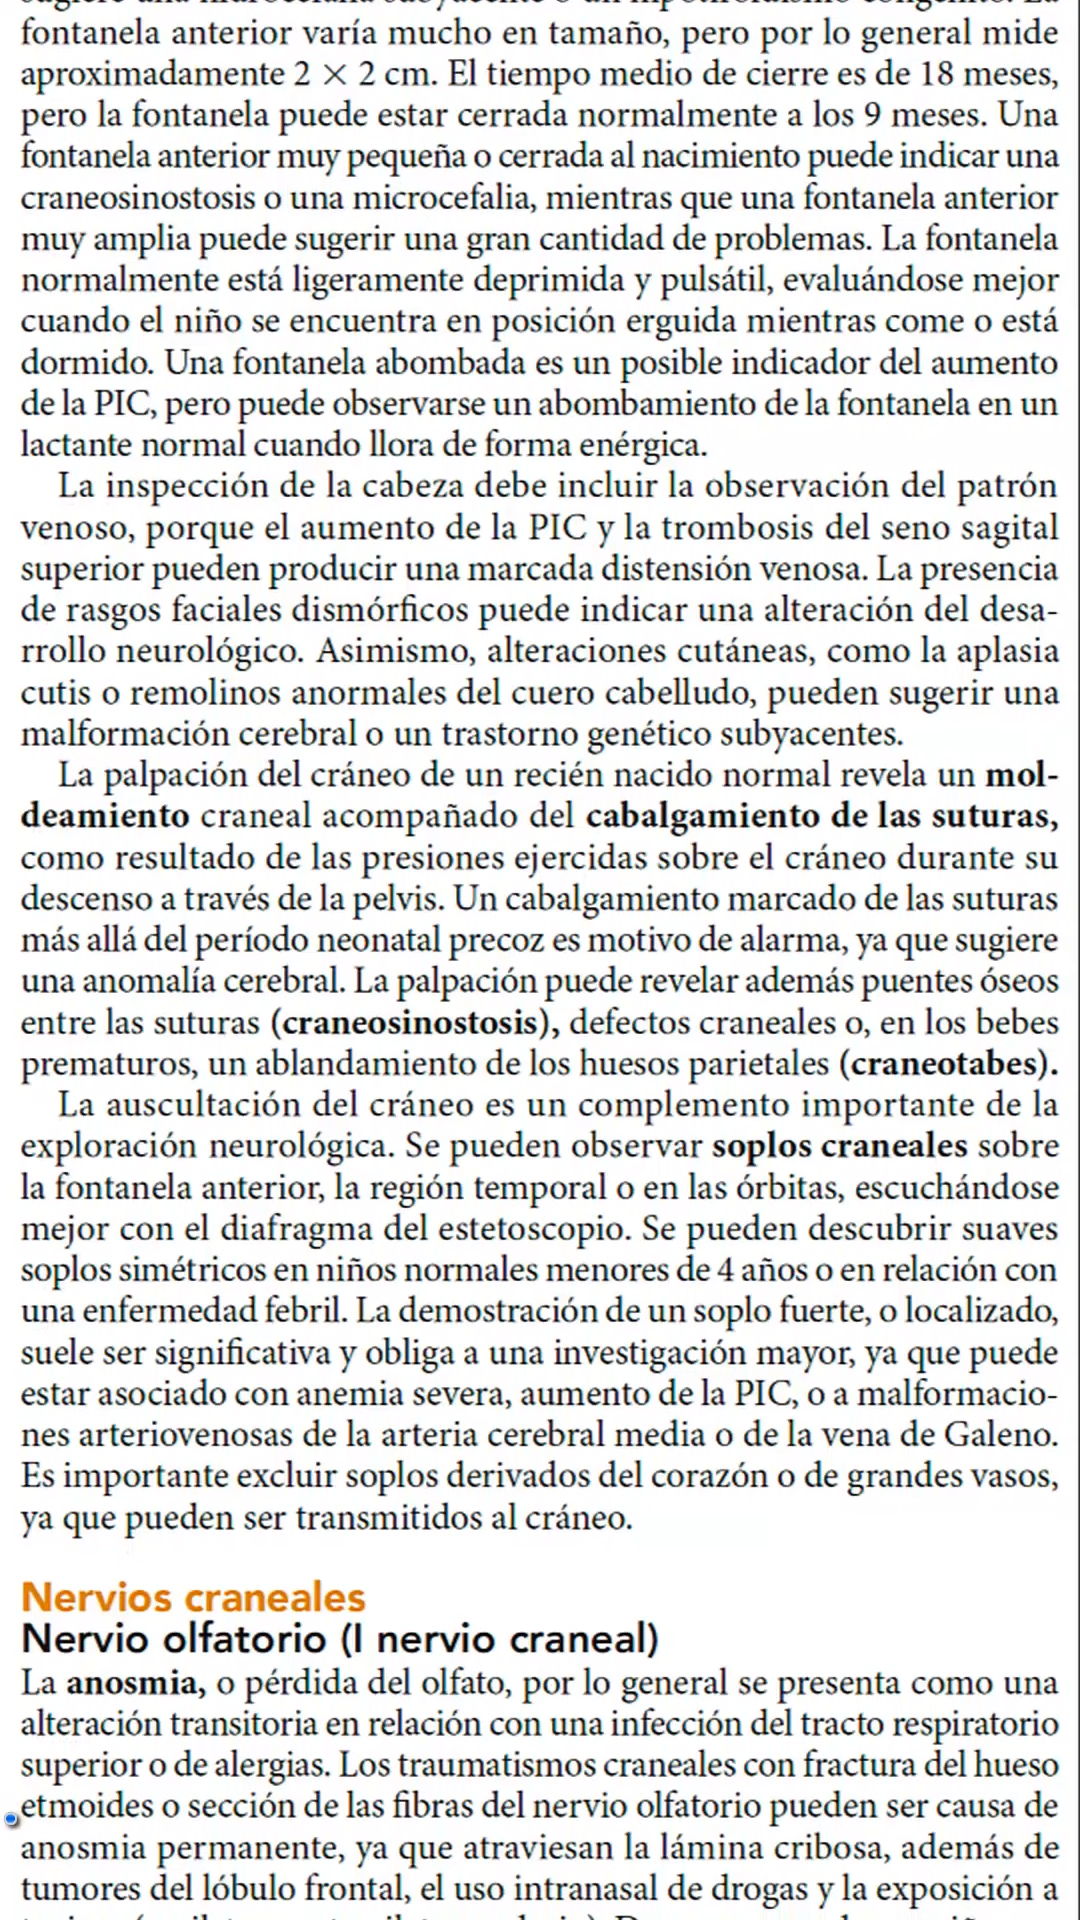 fontanela anterior varía mucho en tamaño, pero por lo general mide
aproximadamente 2 × 2 cm. El tiempo medio de cierre es de 18 meses,
pero la fontanela puede estar cerrada normalmente a los 9 meses. Una
fontanela anterior muy pequeña o cerrada al nacimiento puede indicar una
craneosinostosis o una microcefalia, mientras que una fontanela anterior
muy amplia puede sugerir una gran cantidad de problemas. La fontanela
normalmente está ligeramente deprimida y pulsátil, evaluándose mejor
cuando el niño se encuentra en posición erguida mientras come o está
dormido. Una fontanela abombada es un posible indicador del aumento
de la PIC, pero puede observarse un abombamiento de la fontanela en un
lactante normal cuando llora de forma enérgica.
La inspección de la cabeza debe incluir la observación del patrón
venoso, porque el aumento de la PIC y la trombosis del seno sagital
superior pueden producir una marcada distensión venosa. La presencia
de rasgos faciales dismórficos puede indicar una alteración del desa-
rrollo neurológico. Asimismo, alteraciones cutáneas, como la aplasia
cutis o remolinos anormales del cuero cabelludo, pueden sugerir una
malformación cerebral o un trastorno genético subyacentes.
La palpación del cráneo de un recién nacido normal revela un mol-
deamiento craneal acompañado del cabalgamiento de las suturas,
como resultado de las presiones ejercidas sobre el cráneo durante su
descenso a través de la pelvis. Un cabalgamiento marcado de las suturas
más allá del período neonatal precoz es motivo de alarma, ya que sugiere
una anomalía cerebral. La palpación puede revelar además puentes óseos
entre las suturas (craneosinostosis), defectos craneales o, en los bebes
prematuros, un ablandamiento de los huesos parietales (craneotabes).
La auscultación del cráneo es un complemento importante de la
exploración neurológica. Se pueden observar soplos craneales sobre
la fontanela anterior, la región temporal o en las órbitas, escuchándose
mejor con el diafragma del estetoscopio. Se pueden descubrir suaves
soplos simétricos en niños normales menores de 4 años o en relación con
una enfermedad febril. La demostración de un soplo fuerte, o localizado,
suele ser significativa y obliga a una investigación mayor, ya que puede
estar asociado con anemia severa, aumento de la PIC, o a malformacio-
nes arteriovenosas de la arteria cerebral media o de la vena de Galeno.
Es importante excluir soplos derivados del corazón o de grandes vasos,
ya que pueden ser transmitidos al cráneo.
Nervios craneales
Nervio olfatorio (I nervio craneal)
La anosmia, o pérdida del olfato, por lo general se presenta como una
alteración transitoria en relación con una infección del tracto respiratorio
superior o de alergias. Los traumatismos craneales con fractura del hueso
etmoides o sección de las fibras del nervio olfatorio pueden ser causa de
anosmia permanente, ya que atraviesan la lámina cribosa, además de
tumores del lóbulo frontal, el uso intranasal de drogas y la exposición a